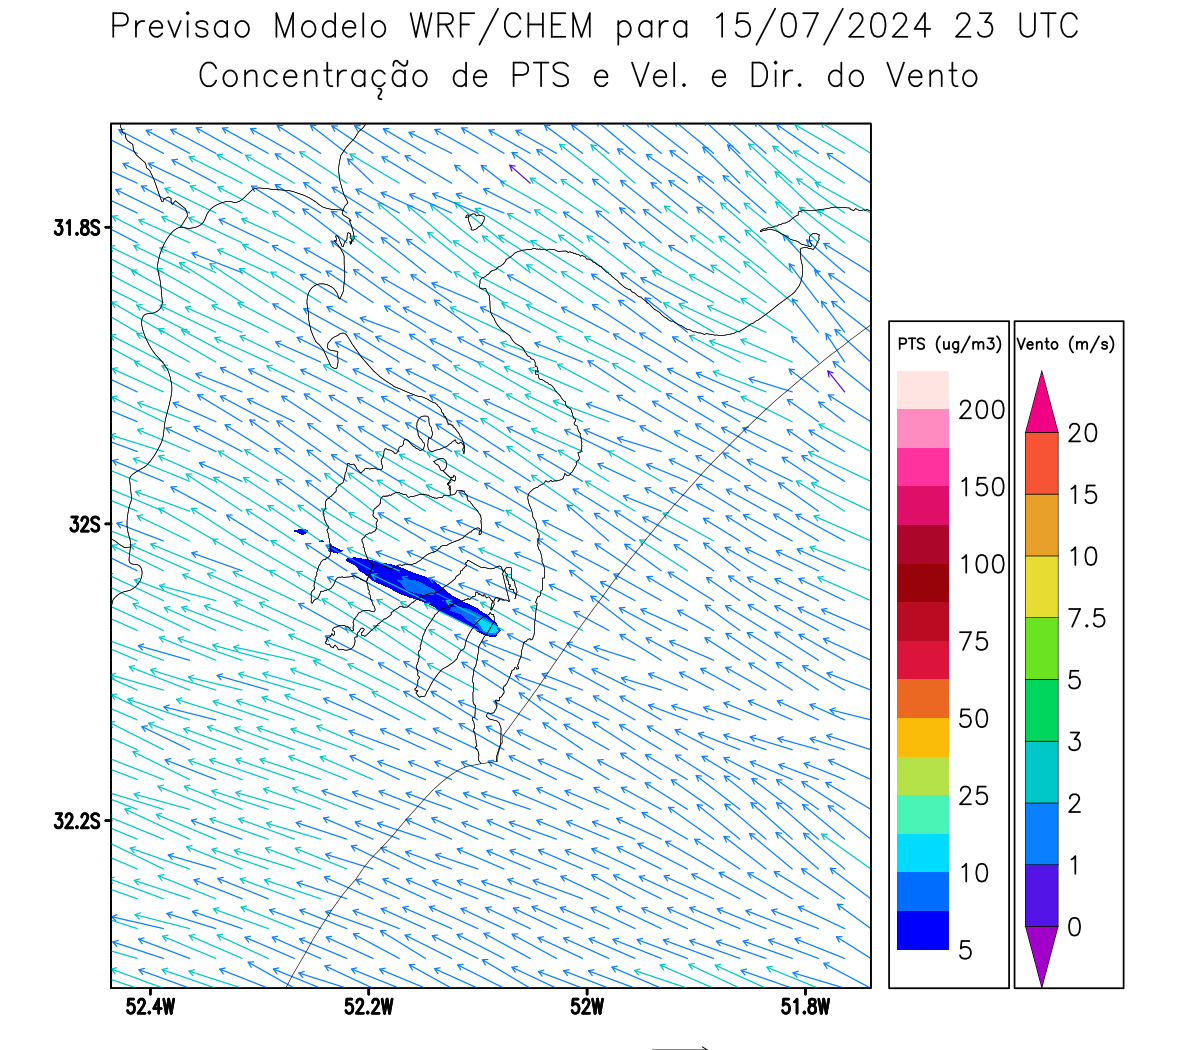 Previsao Modelo WRF/CHEM para 15/07/2024 23 UTC
Concentração de PTS e Vel. e Dir. do Vento
31.8S
32S
32.2S
52.4W 52.2W 52W 51.8W
PTS (ug/m3)
200
150
100
75
50
25
10
5
Vento (m/s)
20
15
10
7.5
5
3
2
1
0